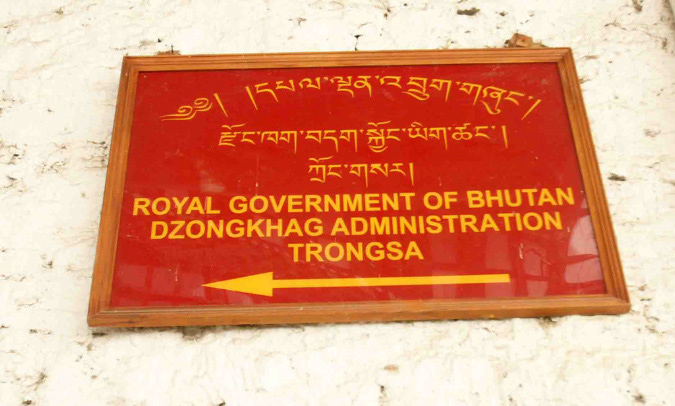 ༄༅། །དཔལ་ལྡན་འབྲུག་གཞུང་།
རྫོང་ཁག་བདག་སྐྱོང་ཡིག་ཚང་།
ཀྲོང་གསར།
ROYAL GOVERNMENT OF BHUTAN
DZONGKHAG ADMINISTRATION
TRONGSA